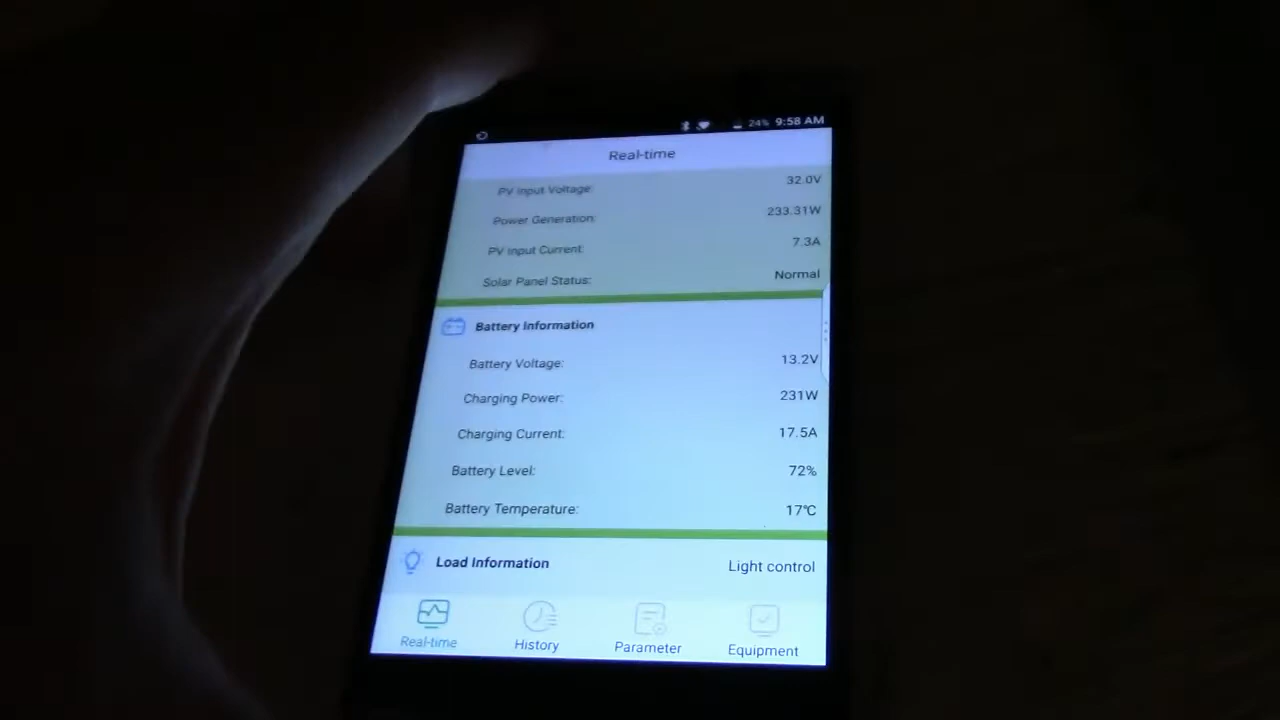 24% 9:58 AM
Real-time
PV Input Voltage: 32.0V
Power Generation: 233.31W
PV Input Current: 7.3A
Solar Panel Status: Normal
Battery Information
Battery Voltage: 13.2V
Charging Power: 231W
Charging Current: 17.5A
Battery Level: 72%
Battery Temperature: 17℃
Load Information Light control
Real-time History Parameter Equipment